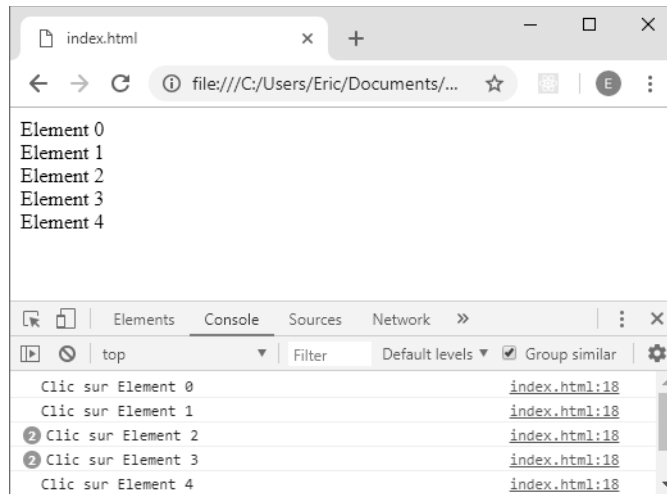 index.html
file:///C:/Users/Eric/Documents/... E
Element 0
Element 1
Element 2
Element 3
Element 4
Elements Console Sources Network »
top Filter Default levels Group similar
Clic sur Element 0 index.html:18
Clic sur Element 1 index.html:18
2 Clic sur Element 2 index.html:18
2 Clic sur Element 3 index.html:18
Clic sur Element 4 index.html:18